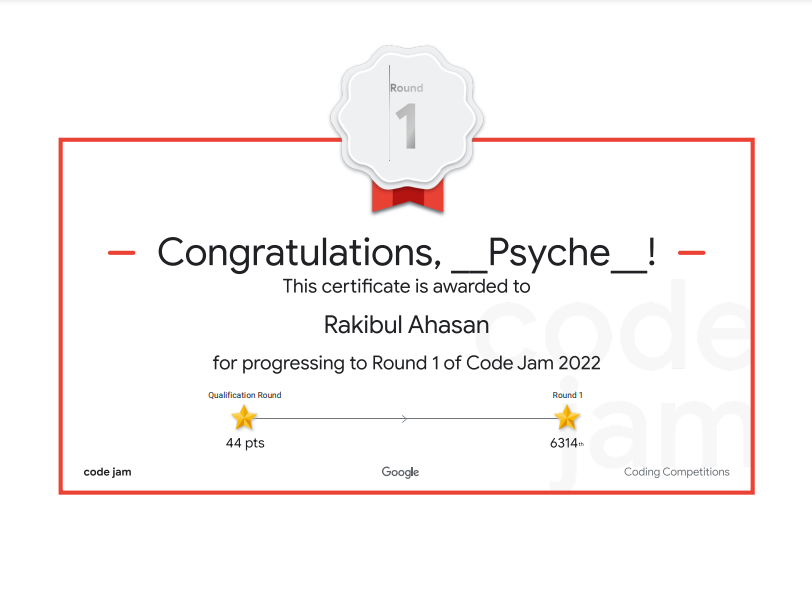 Round
1
Congratulations, __Psyche__!
This certificate is awarded to
Rakibul Ahasan
for progressing to Round 1 of Code Jam 2022
Qualification Round
Round 1
44 pts
6314th
code jam
Google
Coding Competitions
code
jam